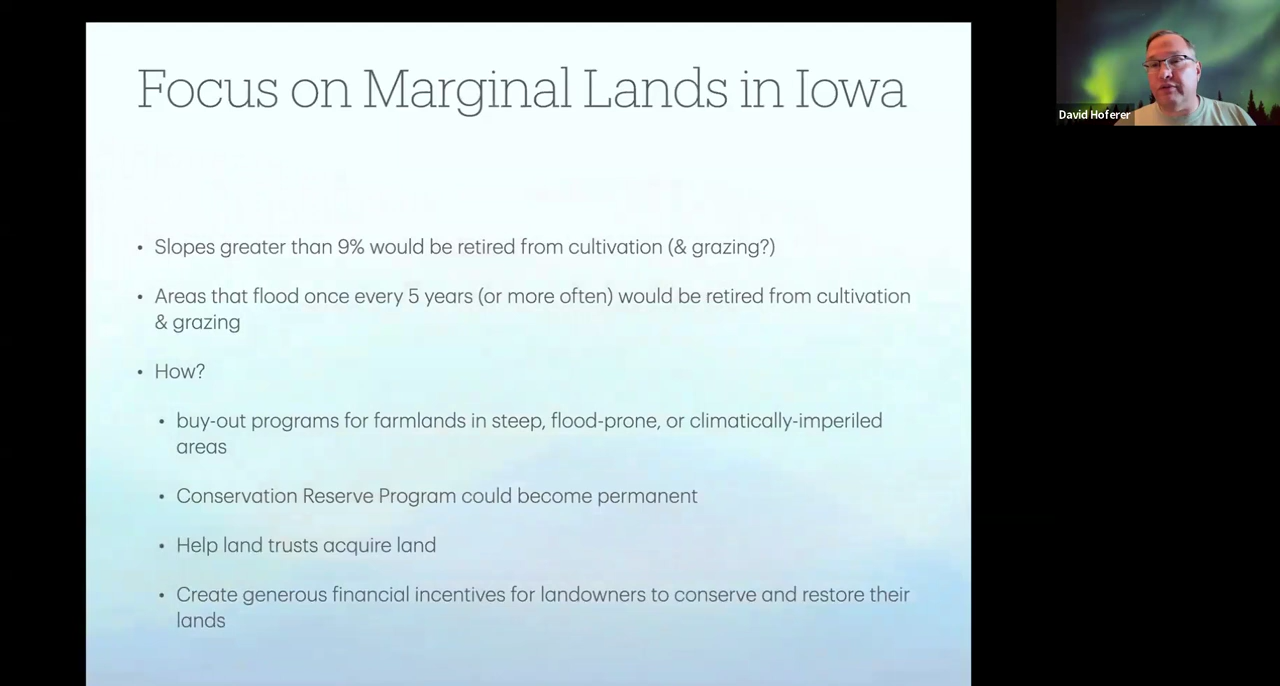 Focus on Marginal Lands in Iowa
David Hoferer
• Slopes greater than 9% would be retired from cultivation (& grazing?)
• Areas that flood once every 5 years (or more often) would be retired from cultivation
& grazing
• How?
• buy-out programs for farmlands in steep, flood-prone, or climatically-imperiled
areas
• Conservation Reserve Program could become permanent
• Help land trusts acquire land
• Create generous financial incentives for landowners to conserve and restore their
lands